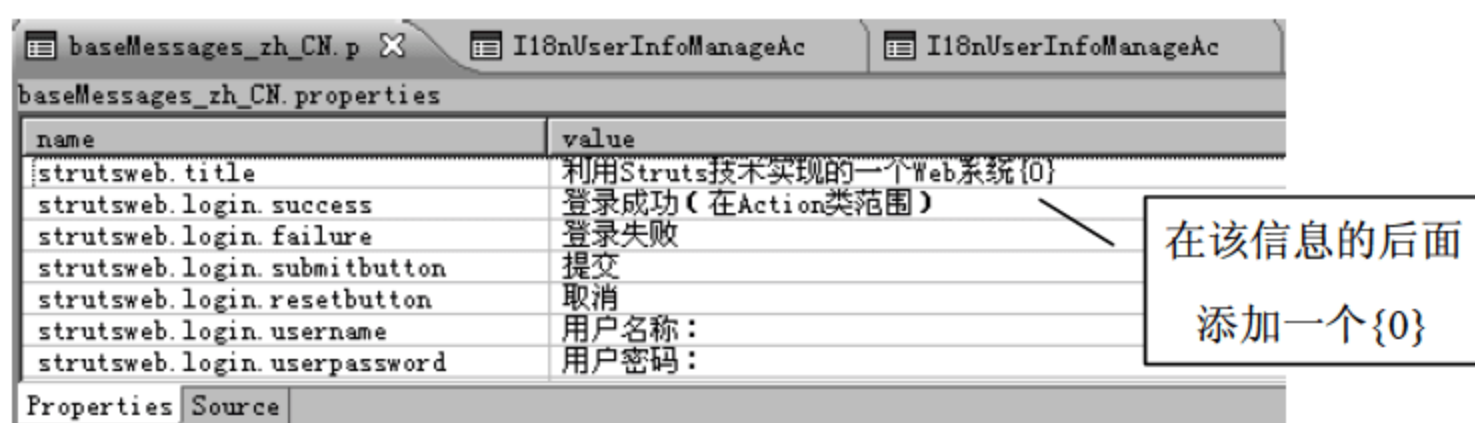 baseMessages_zh_CN.p I18nUserInfoManageAc I18nUserInfoManageAc
baseMessages_zh_CN.properties
name value
strutsweb.title 利用Struts技术实现的一个Web系统{0}
strutsweb.login.success 登录成功(在Action类范围)
strutsweb.login.failure 登录失败
strutsweb.login.submitbutton 提交
strutsweb.login.resetbutton 取消
strutsweb.login.username 用户名称：
strutsweb.login.userpassword 用户密码：
Properties Source
在该信息的后面
添加一个{0}